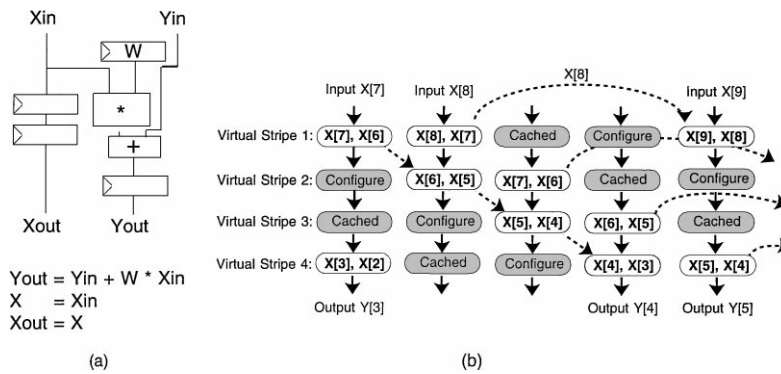 Xin Yin
W
*
+
Xout Yout
Yout = Yin + W * Xin
X = Xin
Xout = X
(a)
X[8]
Input X[7] Input X[8] Input X[9]
Virtual Stripe 1: X[7], X[6] X[8], X[7] Cached Configure X[9], X[8]
Virtual Stripe 2: Configure X[6], X[5] X[7], X[6] Cached Configure
Virtual Stripe 3: Cached Configure X[5], X[4] X[6], X[5] Cached
Virtual Stripe 4: X[3], X[2] Cached Configure X[4], X[3] X[5], X[4]
Output Y[3] Output Y[4] Output Y[5]
(b)